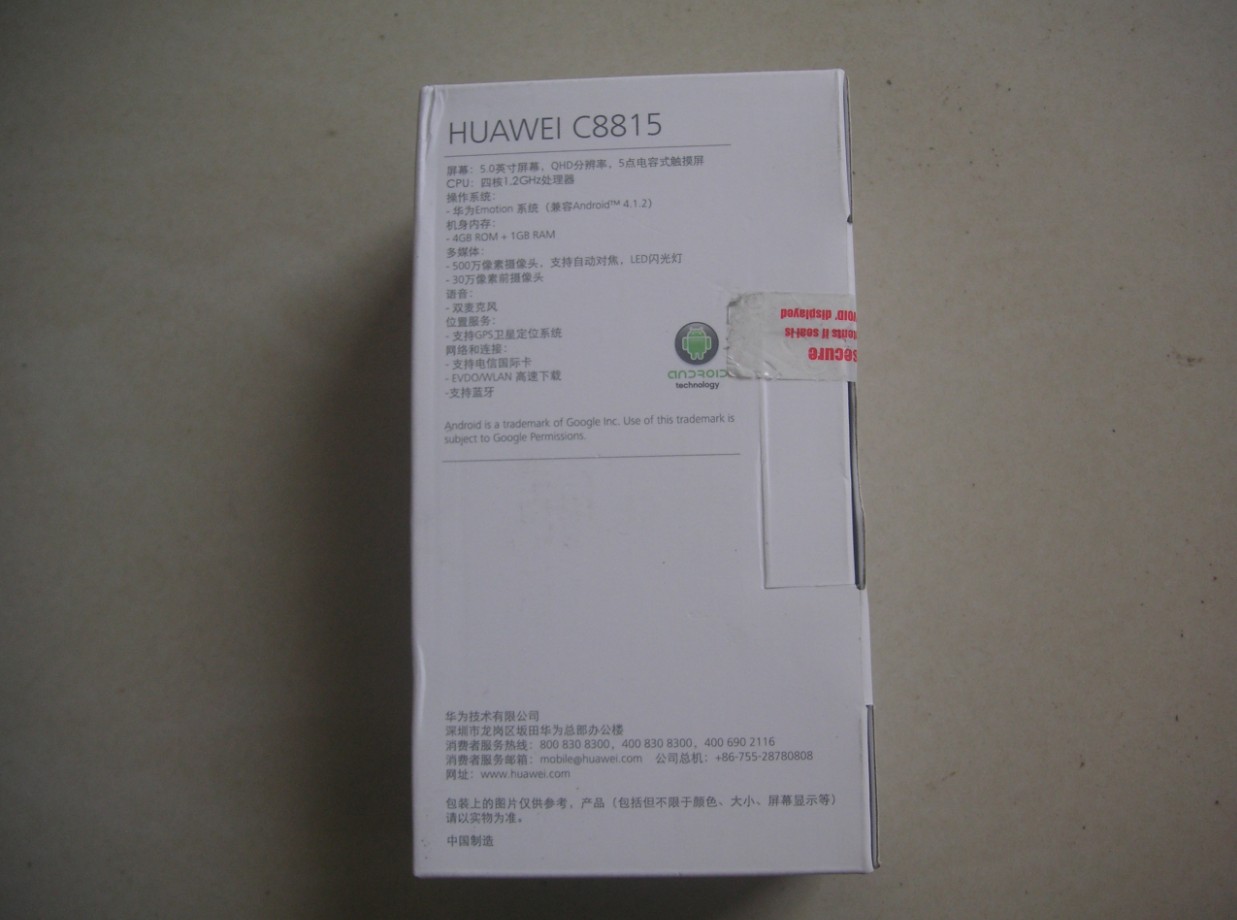 HUAWEI C8815
屏幕：5.0英寸屏幕、QHD分辨率、5点电容式触摸屏
CPU：四核1.2GHz处理器
操作系统：
- 华为Emotion 系统（兼容Android™ 4.1.2）
机身内存：
- 4GB ROM + 1GB RAM
多媒体：
- 500万像素摄像头、支持自动对焦，LED闪光灯
- 30万像素前摄像头
语音：
- 双麦克风
位置服务：
- 支持GPS卫星定位系统
网络和连接：
- 支持电信国际卡
- EVDO/WLAN 高速下载
-支持蓝牙
ANDROID
technology
Android is a trademark of Google Inc. Use of this trademark is
subject to Google Permissions.
secure
if seal is
VOID' displayed
华为技术有限公司
深圳市龙岗区坂田华为总部办公楼
消费者服务热线：800 830 8300，400 830 8300，400 690 2116
消费者服务邮箱：mobile@huawei.com 公司总机：+86-755-28780808
网址：www.huawei.com
包装上的图片仅供参考，产品（包括但不限于颜色、大小、屏幕显示等）
请以实物为准。
中国制造